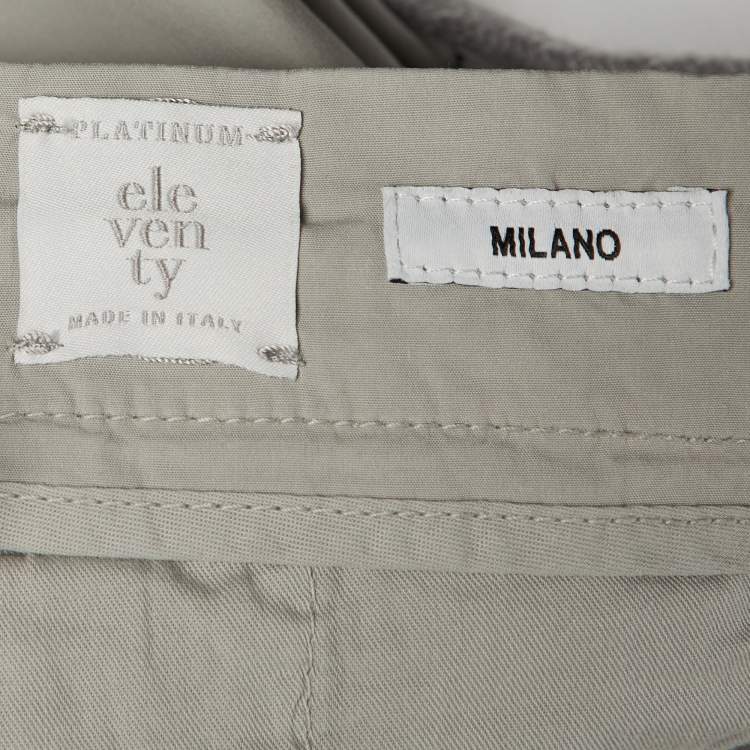 PLATINUM
ele
ven
ty
MADE IN ITALY
MILANO